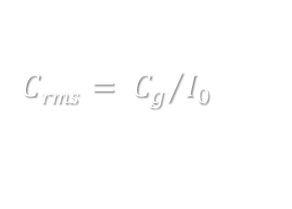 C_rms = C_g/I_0